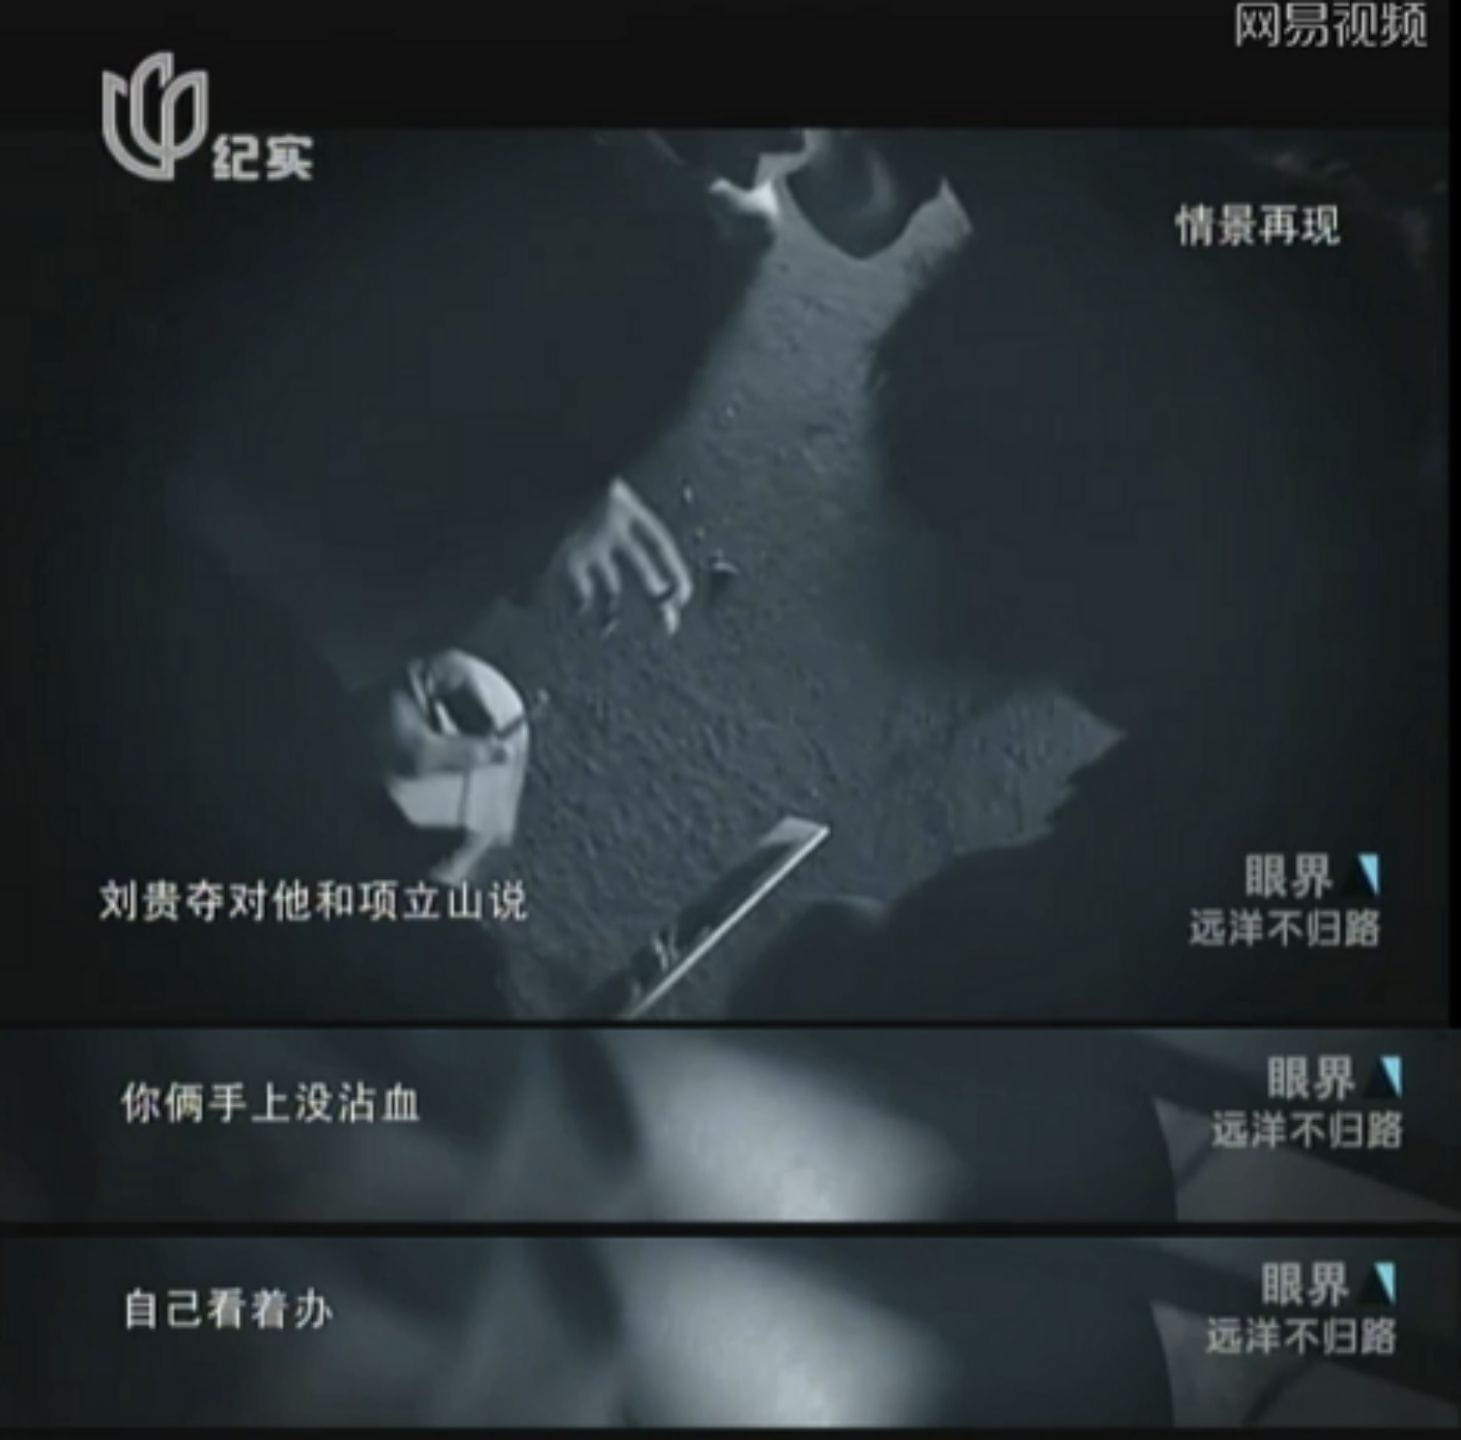 网易视频
纪实
情景再现
刘贵夺对他和项立山说
眼界
远洋不归路
你俩手上没沾血
眼界
远洋不归路
自己看着办
眼界
远洋不归路